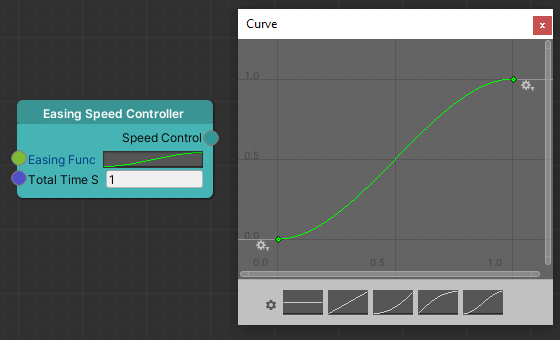 Curve
x
1.0
0.5
0.0
0.0
0.5
1.0
Easing Speed Controller
Speed Control
Easing Func
Total Time S
1